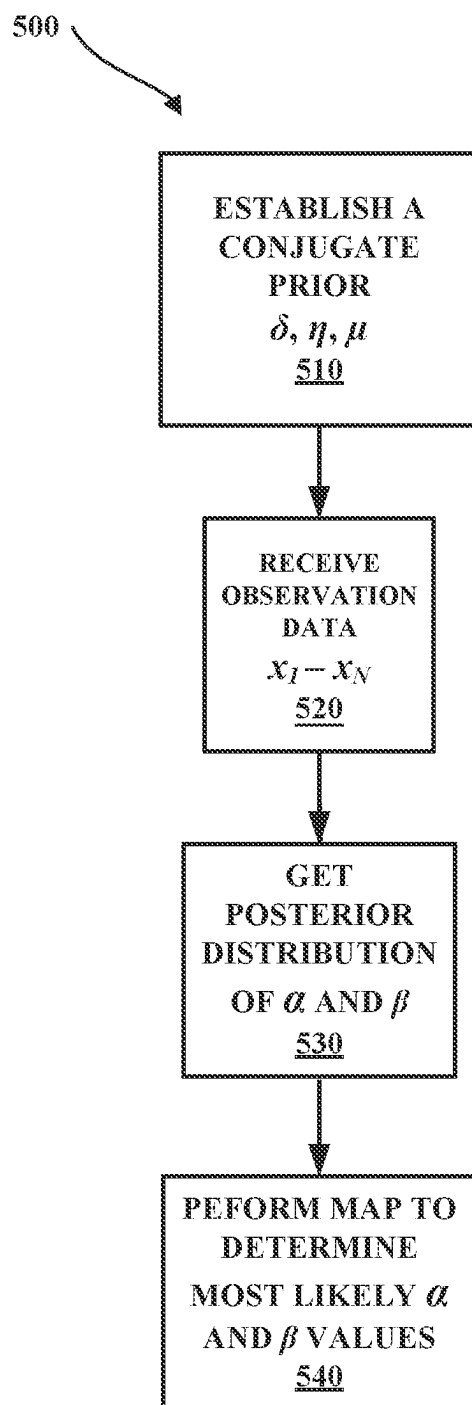 500
ESTABLISH A
CONJUGATE
PRIOR
δ, η, μ
510
RECEIVE
OBSERVATION
DATA
x1 – xN
520
GET
POSTERIOR
DISTRIBUTION
OF α AND β
530
PEFORM MAP TO
DETERMINE
MOST LIKELY α
AND β VALUES
540